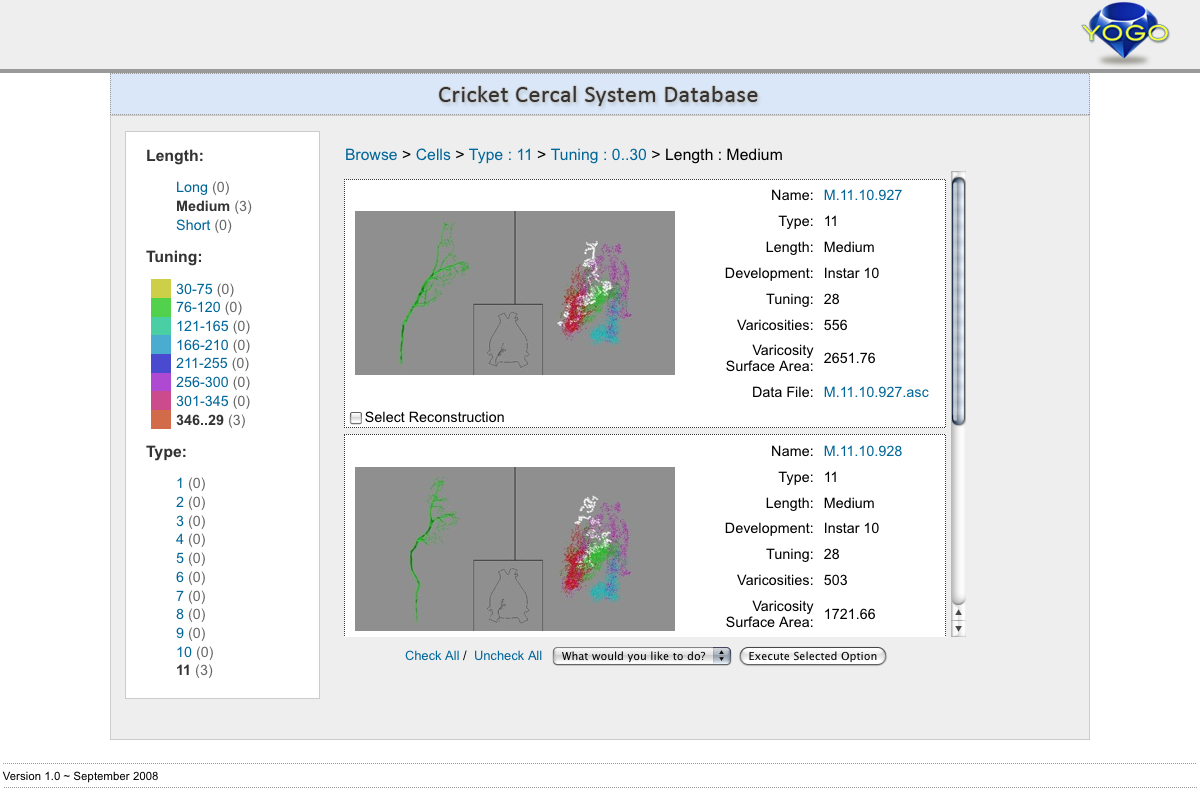 YOGO
Cricket Cercal System Database
Length:
Long (0)
Medium (3)
Short (0)
Tuning:
30-75 (0)
76-120 (0)
121-165 (0)
166-210 (0)
211-255 (0)
256-300 (0)
301-345 (0)
346..29 (3)
Type:
1 (0)
2 (0)
3 (0)
4 (0)
5 (0)
6 (0)
7 (0)
8 (0)
9 (0)
10 (0)
11 (3)
Browse > Cells > Type : 11 > Tuning : 0..30 > Length : Medium
Name: M.11.10.927
Type: 11
Length: Medium
Development: Instar 10
Tuning: 28
Varicosities: 556
Varicosity
Surface Area: 2651.76
Data File: M.11.10.927.asc
Select Reconstruction
Name: M.11.10.928
Type: 11
Length: Medium
Development: Instar 10
Tuning: 28
Varicosities: 503
Varicosity
Surface Area: 1721.66
Check All / Uncheck All What would you like to do? Execute Selected Option
Version 1.0 ~ September 2008